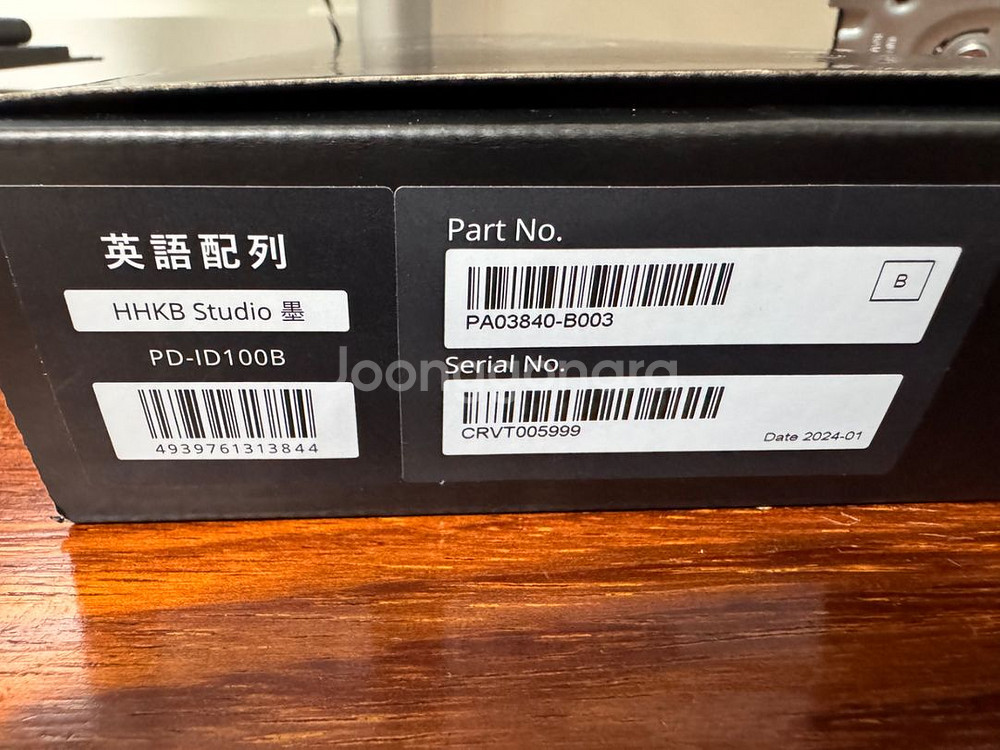 英語配列
HHKB Studio 墨
PD-ID100B
4939761313844
Part No.
B
PA03840-B003
Serial No.
CRVT005999
Date 2024-01
Joonggonara